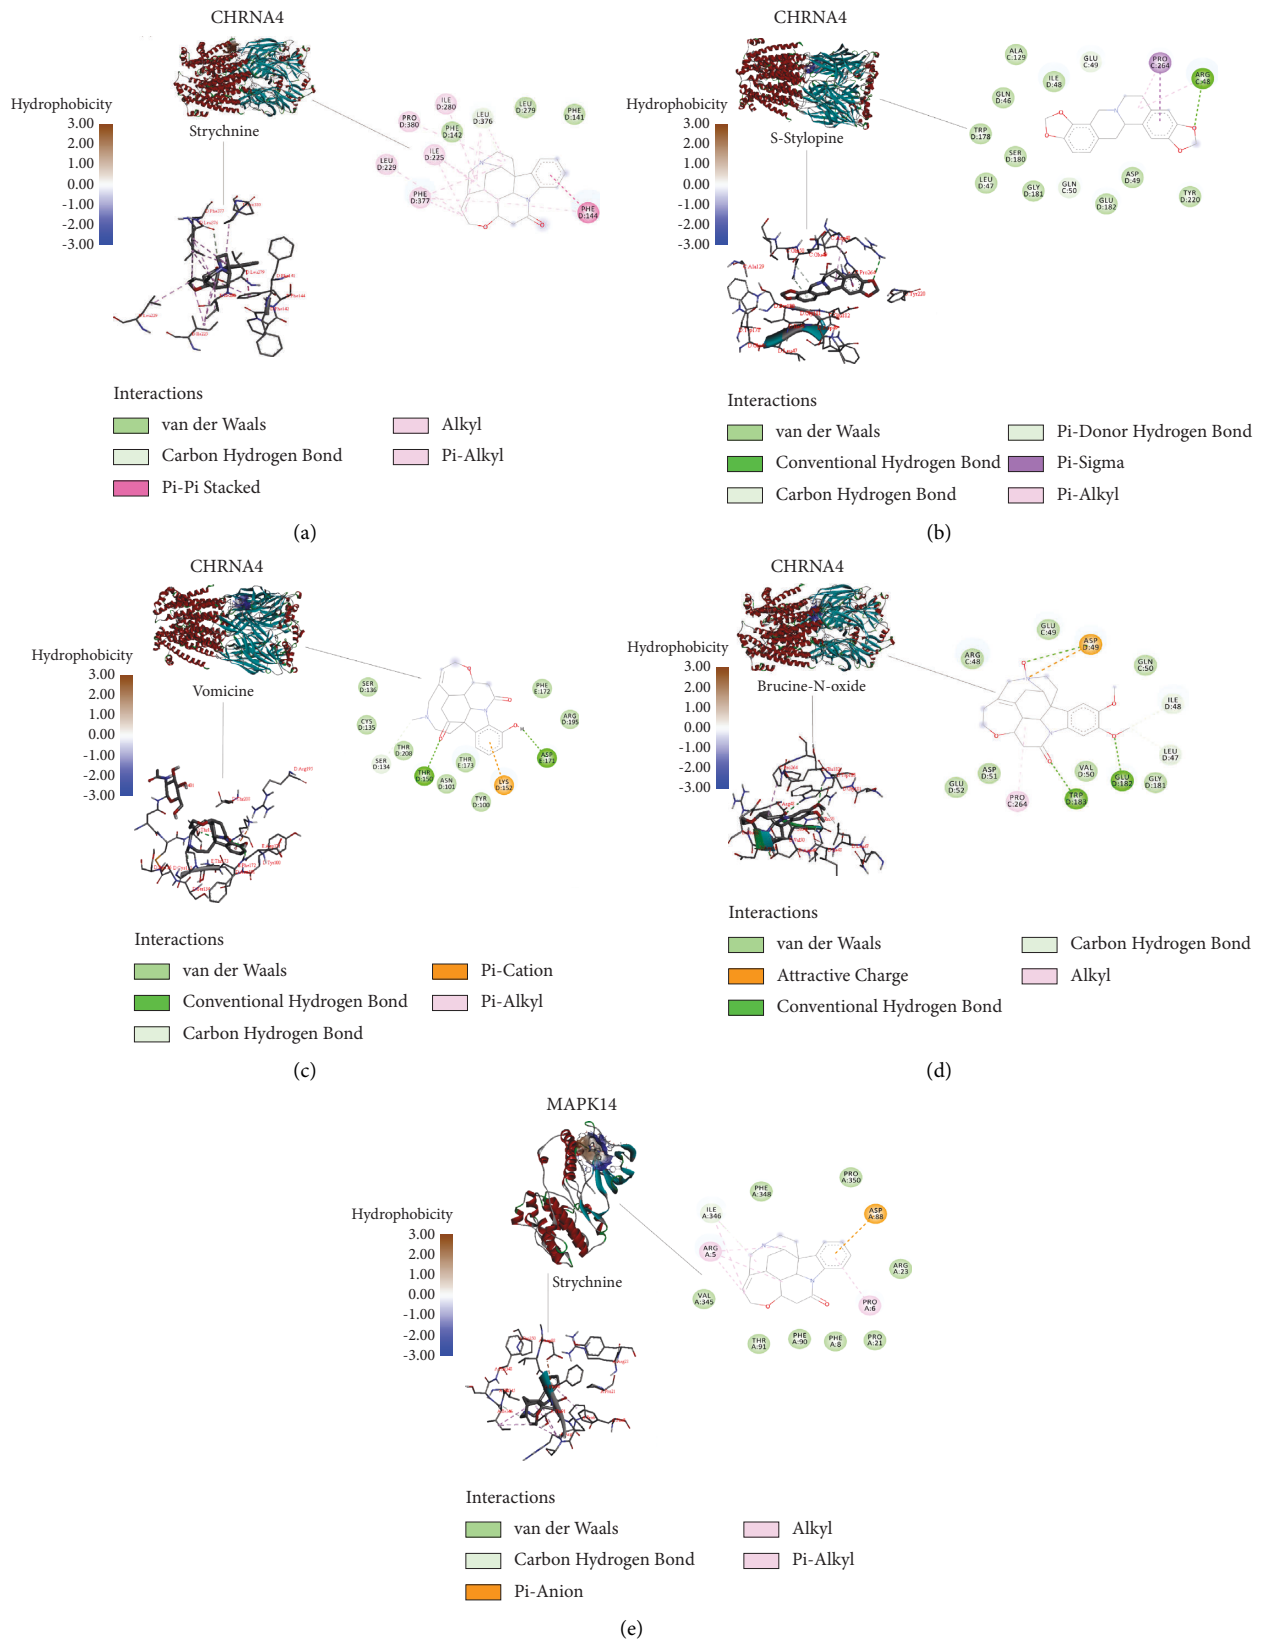 CHRNA4
Hydrophobicity
3.00
2.00
1.00
0.00
-1.00
-2.00
-3.00
Strychnine
ILE
D:280
PRO
D:380
PHE
D:142
LEU
D:376
LEU
D:279
PHE
D:141
ILE
D:225
LEU
D:229
PHE
D:377
PHE
D:144
Interactions
van der Waals
Carbon Hydrogen Bond
Pi-Pi Stacked
Alkyl
Pi-Alkyl
(a)
CHRNA4
Hydrophobicity
3.00
2.00
1.00
0.00
-1.00
-2.00
-3.00
S-Stylopine
ALA
C:129
ILE
D:48
GLU
C:49
PRO
C:264
ARG
C:48
GLN
D:46
TRP
D:178
SER
D:180
LEU
D:47
GLY
D:181
GLN
C:50
GLU
D:182
ASP
D:49
TYR
D:220
Interactions
van der Waals
Conventional Hydrogen Bond
Carbon Hydrogen Bond
Pi-Donor Hydrogen Bond
Pi-Sigma
Pi-Alkyl
(b)
CHRNA4
Hydrophobicity
3.00
2.00
1.00
0.00
-1.00
-2.00
-3.00
Vomicine
SER
D:136
CYS
D:135
SER
D:134
THR
D:208
THR
D:150
ASN
D:101
THR
E:173
TYR
D:100
LYS
D:152
ASP
E:171
PHE
E:172
ARG
D:195
Interactions
van der Waals
Conventional Hydrogen Bond
Carbon Hydrogen Bond
Pi-Cation
Pi-Alkyl
(c)
CHRNA4
Hydrophobicity
3.00
2.00
1.00
0.00
-1.00
-2.00
-3.00
Brucine-N-oxide
ARG
C:48
GLU
C:49
ASP
D:49
GLN
C:50
ILE
D:48
LEU
D:47
GLU
D:52
ASP
D:51
PRO
C:264
TRP
D:183
VAL
D:50
GLU
D:182
GLY
D:181
Interactions
van der Waals
Attractive Charge
Conventional Hydrogen Bond
Carbon Hydrogen Bond
Alkyl
(d)
MAPK14
Hydrophobicity
3.00
2.00
1.00
0.00
-1.00
-2.00
-3.00
Strychnine
PHE
A:348
PRO
A:350
ILE
A:346
ASP
A:88
ARG
A:5
ARG
A:23
VAL
A:345
PRO
A:6
THR
A:91
PHE
A:90
PHE
A:8
PRO
A:21
Interactions
van der Waals
Carbon Hydrogen Bond
Pi-Anion
Alkyl
Pi-Alkyl
(e)